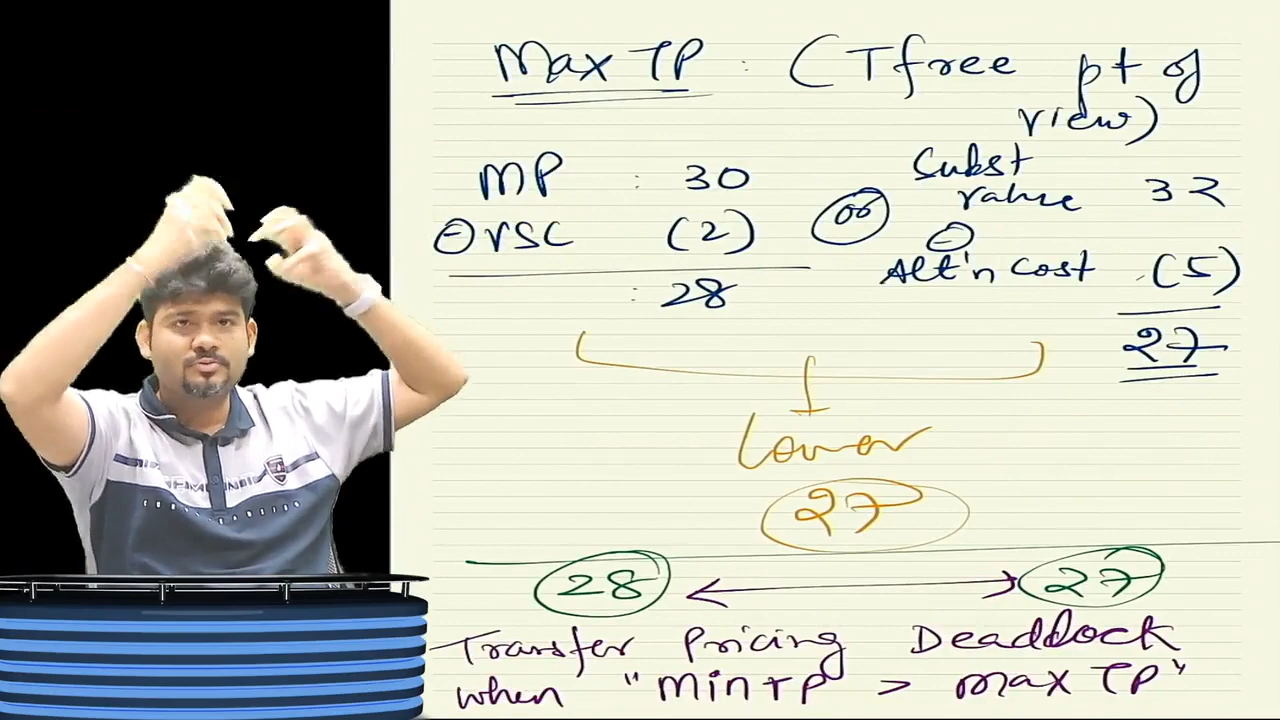 Max TP : (Tfree pt of
view)
MP : 30
⊖ VSC (2)
: 28
or
Subst
value 32
⊖
Alt'n cost (5)
27
Lower
27
28 27
Transfer Pricing Deaddock
when "Min TP > max TP"